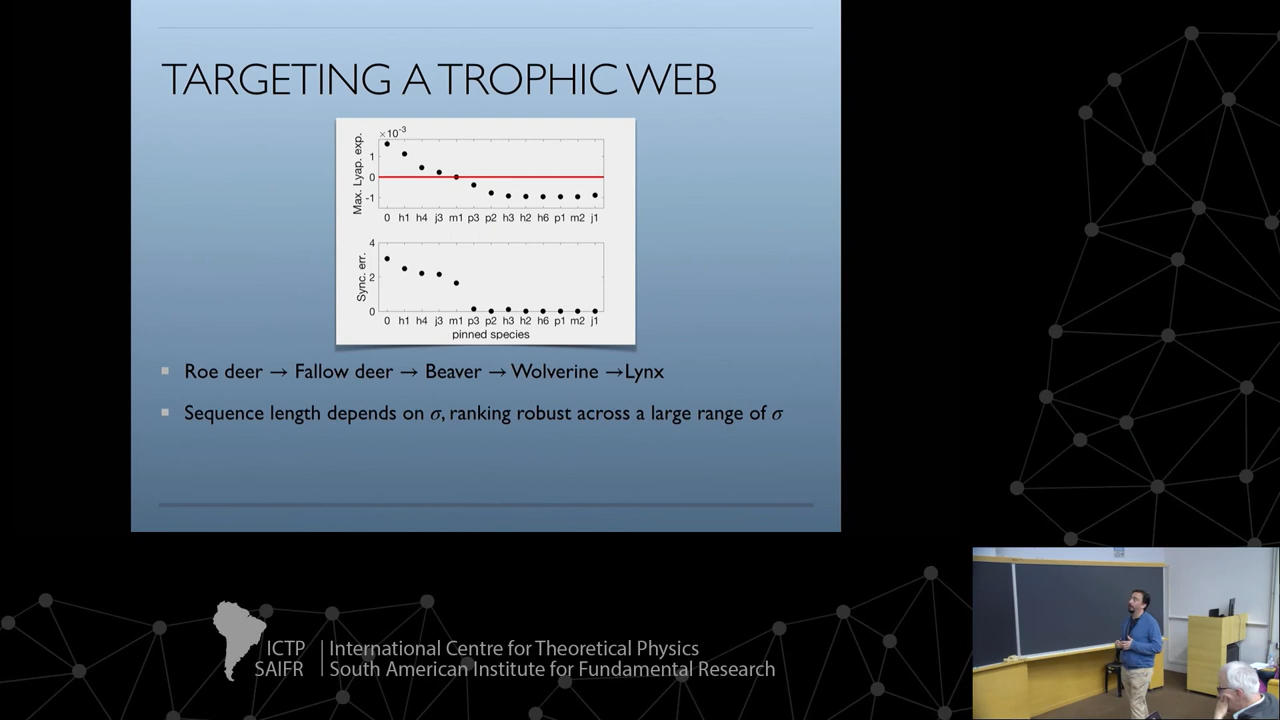 TARGETING A TROPHIC WEB
×10-3
Max. Lyap. exp.
1
0
-1
0 h1 h4 j3 m1 p3 p2 h3 h2 h6 p1 m2 j1
Sync. err.
4
2
0
0 h1 h4 j3 m1 p3 p2 h3 h2 h6 p1 m2 j1
pinned species
Roe deer → Fallow deer → Beaver → Wolverine →Lynx
Sequence length depends on σ, ranking robust across a large range of σ
ICTP
SAIFR
International Centre for Theoretical Physics
South American Institute for Fundamental Research